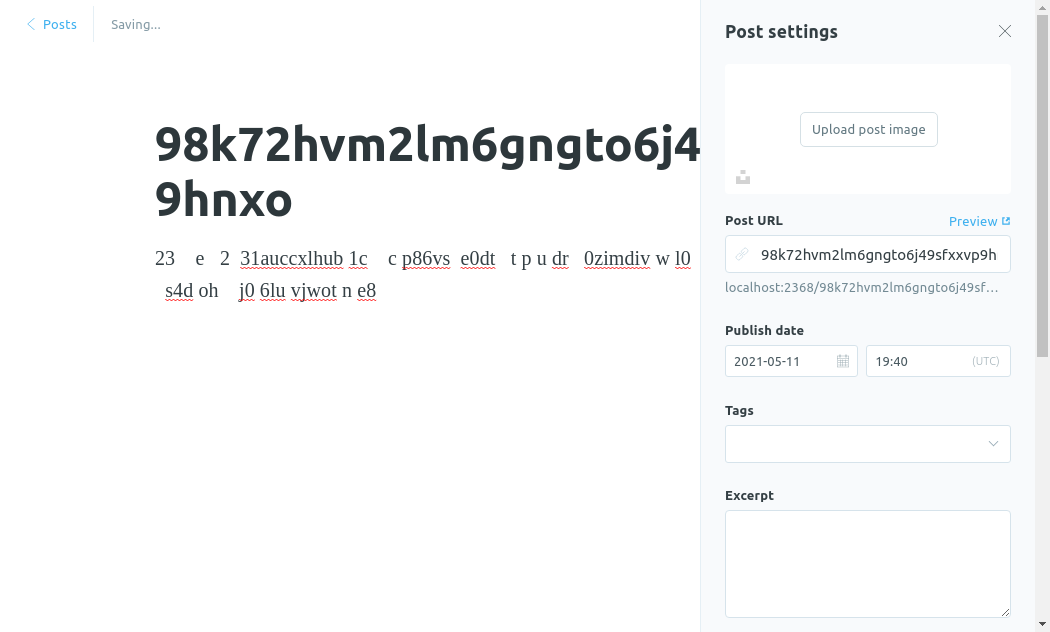 Posts
Saving...
98k72hvm2lm6gngto6j4
9hnxo
23 e 2 31auccxlhub 1c c p86vs e0dt t p u dr 0zimdiv w l0
s4d oh j0 6lu vjwot n e8
Post settings
Upload post image
Post URL
Preview
98k72hvm2lm6gngto6j49sfxxvp9h
localhost:2368/98k72hvm2lm6gngto6j49sf...
Publish date
2021-05-11
19:40
(UTC)
Tags
Excerpt